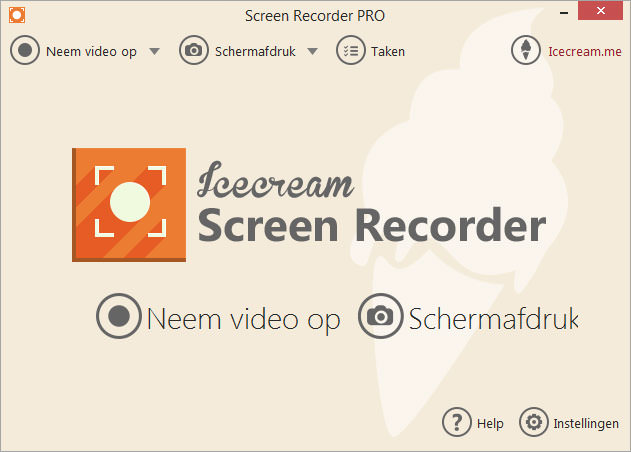 Screen Recorder PRO
Neem video op Schermafdruk Taken Icecream.me
Icecream
Screen Recorder
Neem video op Schermafdruk
Help Instellingen